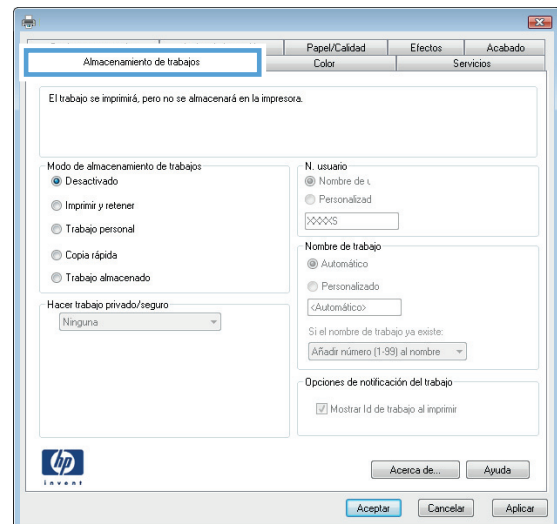 Papel/Calidad Efectos Acabado
Almacenamiento de trabajos Color Servicios
El trabajo se imprimirá, pero no se almacenará en la impresora.
Modo de almacenamiento de trabajos
Desactivado
Imprimir y retener
Trabajo personal
Copia rápida
Trabajo almacenado
Hacer trabajo privado/seguro
Ninguna
N. usuario
Nombre de
Personalizad
XXXXS
Nombre de trabajo
Automático
Personalizado
<Automático>
Si el nombre de trabajo ya existe:
Añadir número (1-99) al nombre
Opciones de notificación del trabajo
Mostrar Id de trabajo al imprimir
hp
invent
Acerca de... Ayuda
Aceptar Cancelar Aplicar